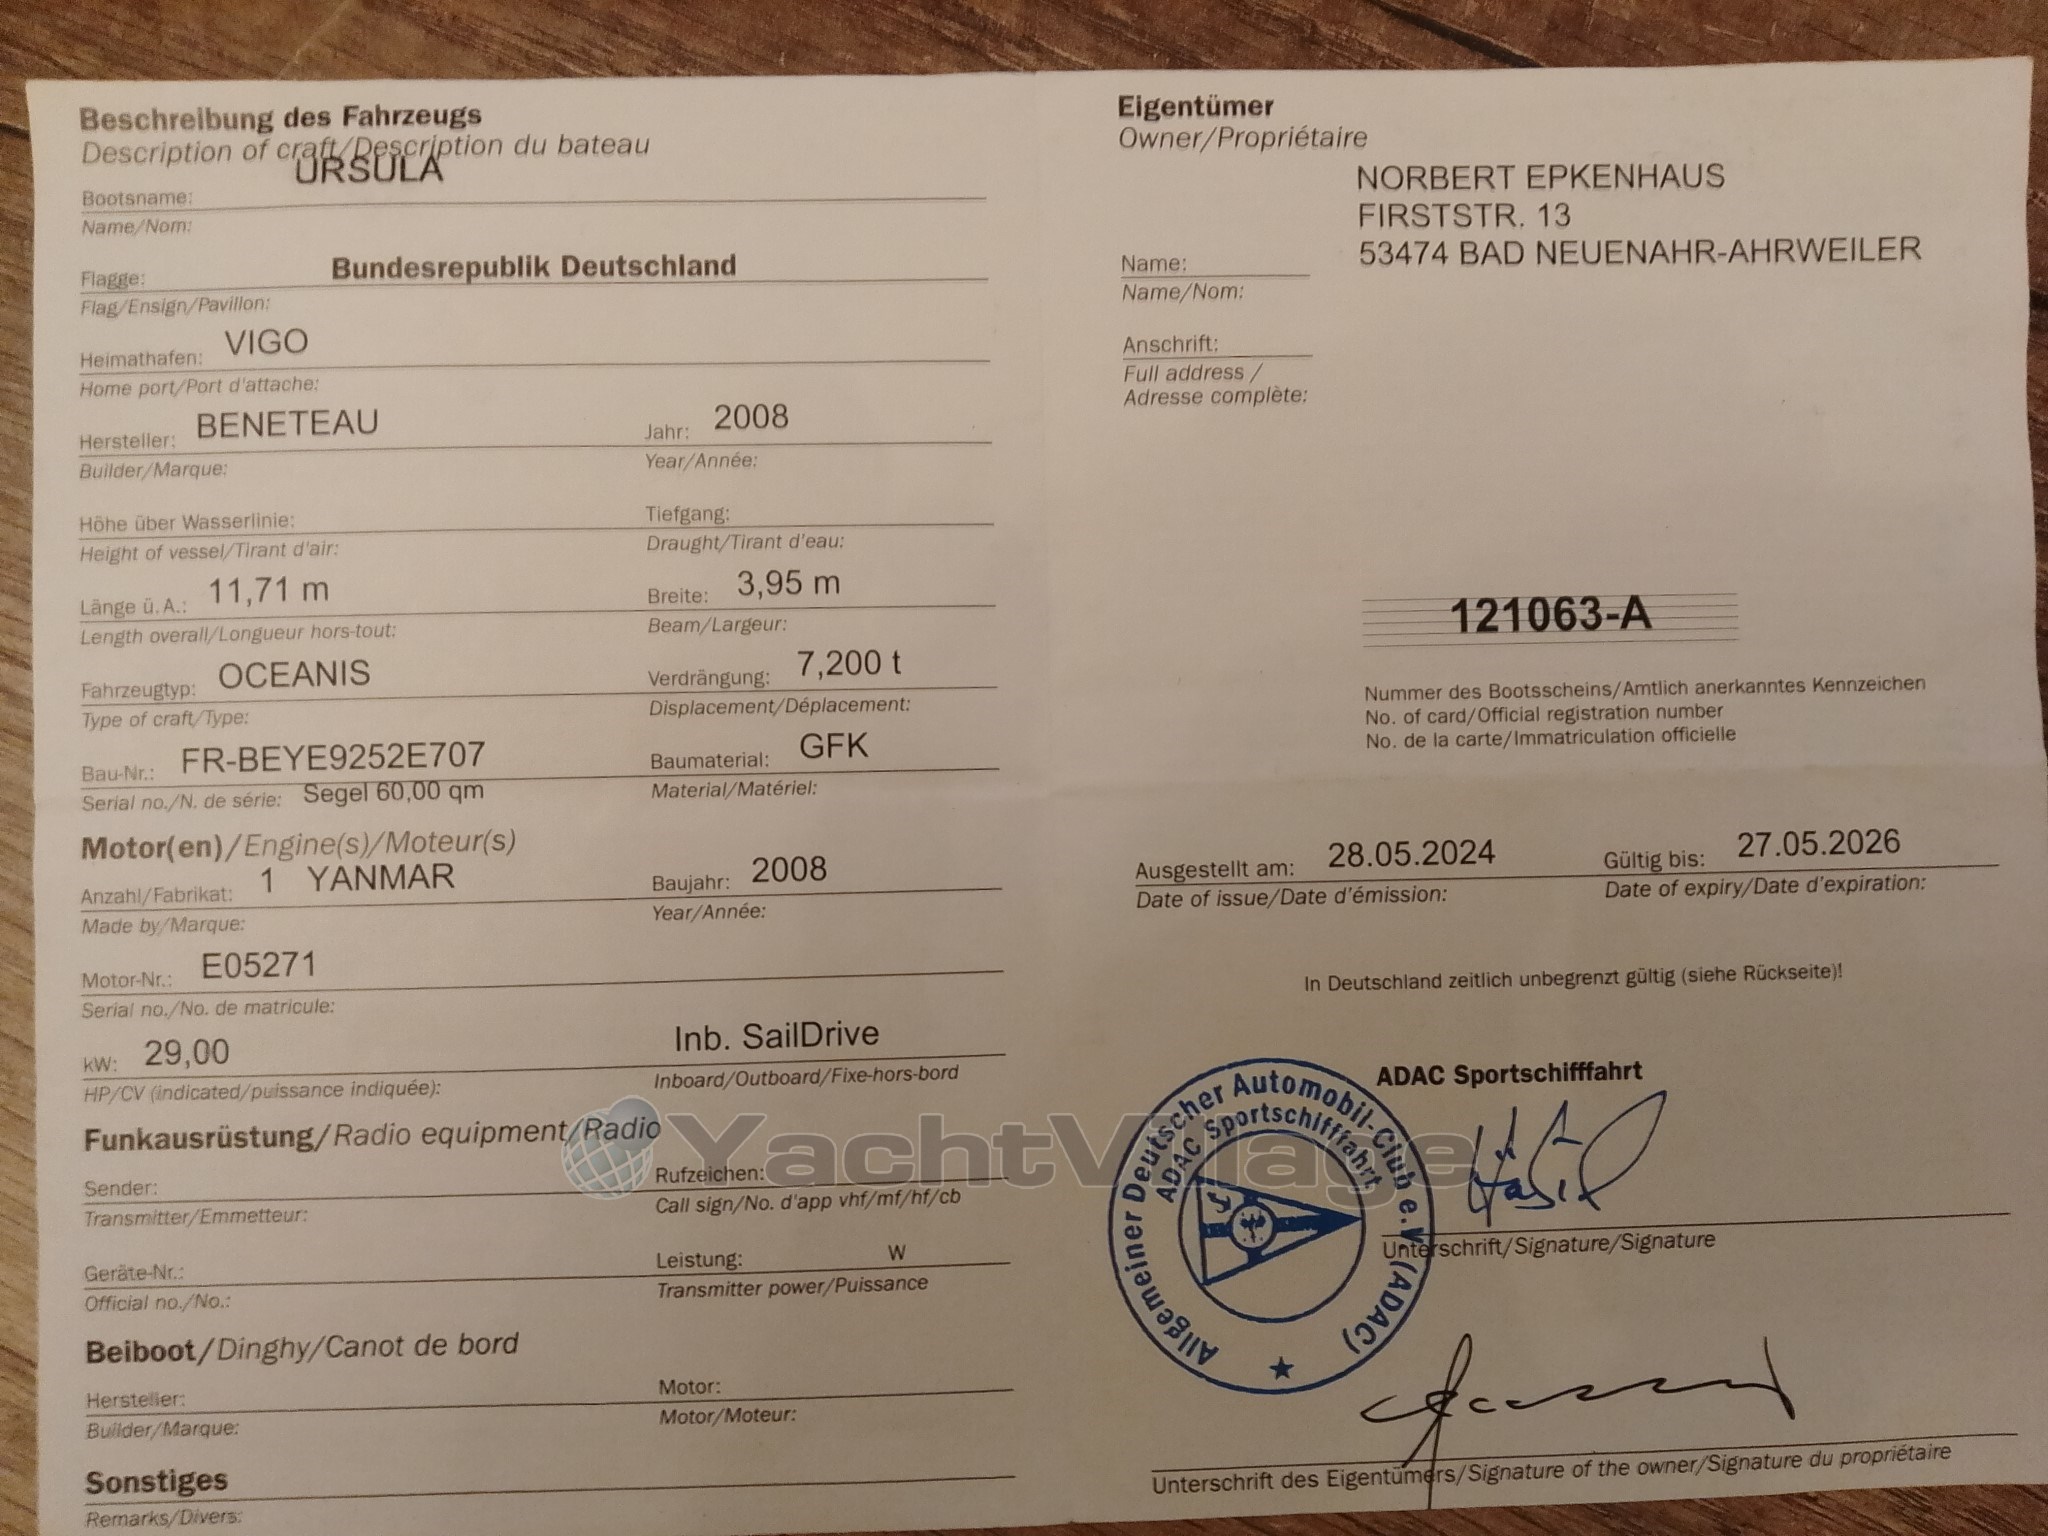 Beschreibung des Fahrzeugs
Description of craft/Description du bateau
URSULA
Bootsname:
Name/Nom:
Flagge: Bundesrepublik Deutschland
Flag/Ensign/Pavillon:
Heimathafen: VIGO
Home port/Port d'attache:
Hersteller: BENETEAU Jahr: 2008
Builder/Marque: Year/Année:
Höhe über Wasserlinie: Tiefgang:
Height of vessel/Tirant d'air: Draught/Tirant d'eau:
Länge ü.A.: 11,71 m Breite: 3,95 m
Length overall/Longueur hors-tout: Beam/Largeur:
Fahrzeugtyp: OCEANIS Verdrängung: 7,200 t
Type of craft/Type: Displacement/Déplacement:
Bau-Nr.: FR-BEYE9252E707 Baumaterial: GFK
Serial no./N. de série: Segel 60,00 qm Material/Matériel:
Motor(en)/Engine(s)/Moteur(s)
Anzahl/Fabrikat: 1 YANMAR Baujahr: 2008
Made by/Marque: Year/Année:
Motor-Nr.: E05271
Serial no./No. de matricule:
kW: 29,00 Inb. SailDrive
HP/CV (indicated/puissance indiquée): Inboard/Outboard/Fixe-hors-bord
Funkausrüstung/Radio equipment/Radio
YachtVillage
Sender: Rufzeichen:
Transmitter/Emmetteur: Call sign/No. d'app vhf/mf/hf/cb
Geräte-Nr.: Leistung: W
Official no./No.: Transmitter power/Puissance
Beiboot/Dinghy/Canot de bord
Hersteller: Motor:
Builder/Marque: Motor/Moteur:
Sonstiges
Remarks/Divers:
Eigentümer
Owner/Propriétaire
NORBERT EPKENHAUS
FIRSTSTR. 13
Name: 53474 BAD NEUENAHR-AHRWEILER
Name/Nom:
Anschrift:
Full address /
Adresse complète:
121063-A
Nummer des Bootsscheins/Amtlich anerkanntes Kennzeichen
No. of card/Official registration number
No. de la carte/Immatriculation officielle
Ausgestellt am: 28.05.2024 Gültig bis: 27.05.2026
Date of issue/Date d'émission: Date of expiry/Date d'expiration:
In Deutschland zeitlich unbegrenzt gültig (siehe Rückseite)!
ADAC Sportschifffahrt
Allgemeiner Deutscher Automobil-Club e.V. (ADAC)
ADAC Sportschifffahrt
Unterschrift/Signature/Signature
Unterschrift des Eigentümers/Signature of the owner/Signature du propriétaire